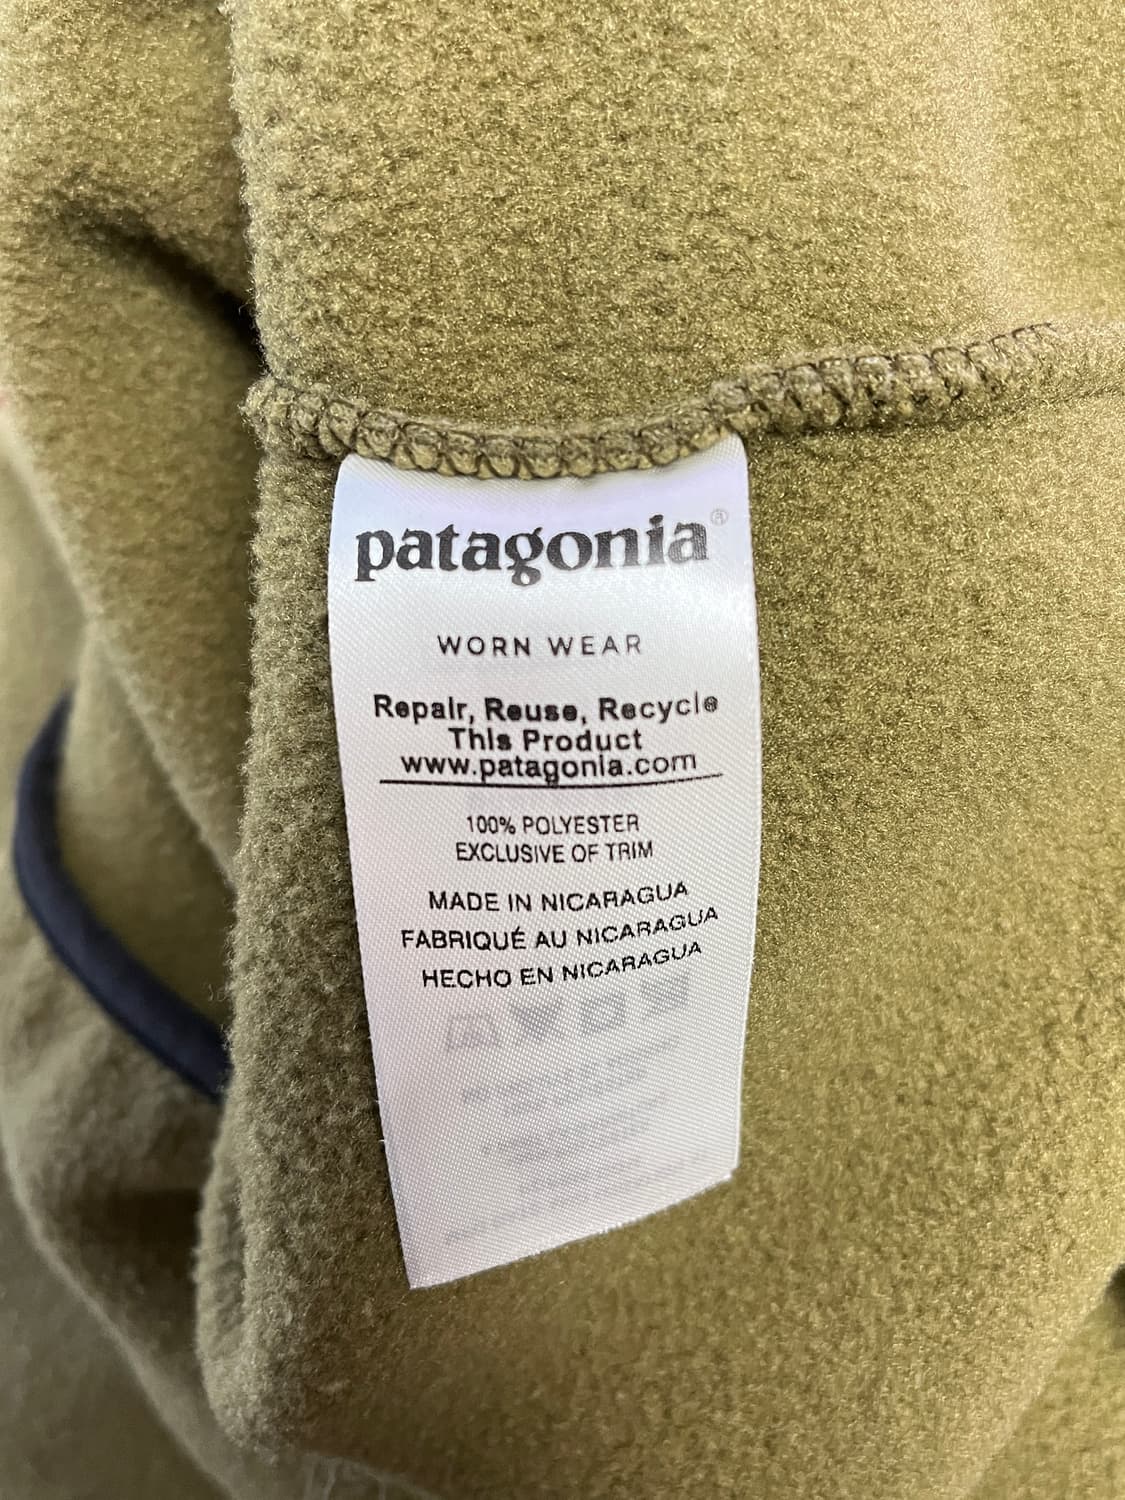 patagonia®
WORN WEAR
Repair, Reuse, Recycle
This Product
www.patagonia.com
100% POLYESTER
EXCLUSIVE OF TRIM
MADE IN NICARAGUA
FABRIQUÉ AU NICARAGUA
HECHO EN NICARAGUA